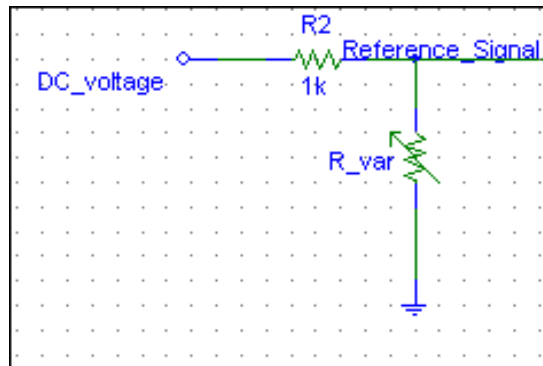 R2
Reference_Signal
DC_voltage
1k
R_var